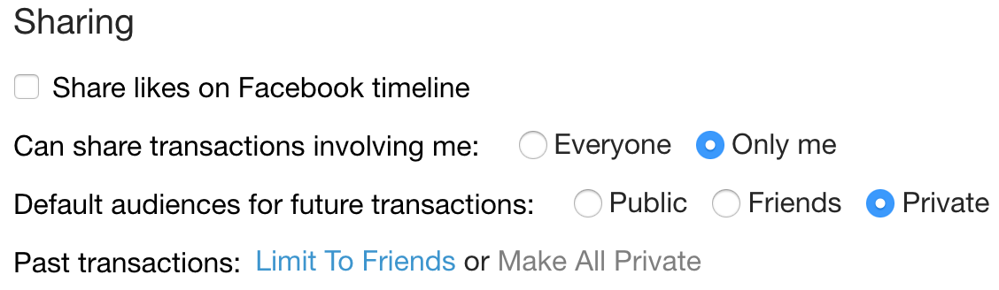 Sharing
Share likes on Facebook timeline
Can share transactions involving me: Everyone Only me
Default audiences for future transactions: Public Friends Private
Past transactions: Limit To Friends or Make All Private